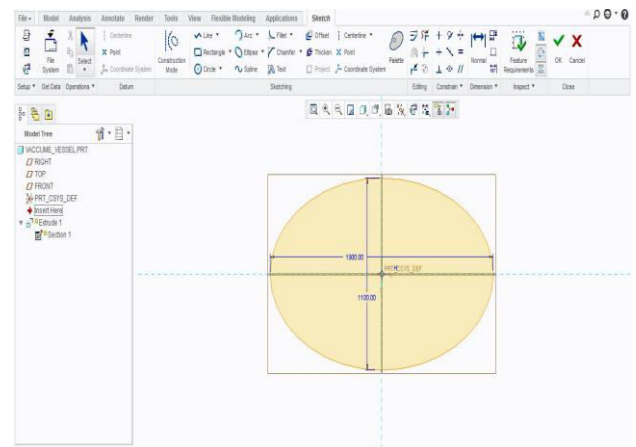 File Model Analysis Annotate Render Tools View Flexible Modeling Applications Sketch
File System
Select
Centerline
Point
Coordinate System
Construction Mode
Line Arc Fillet Offset Centerline
Rectangle Ellipse Chamfer Thicken Point
Circle Spline Text Project Coordinate System
Palette
Normal
Feature Requirements
OK Cancel
Setup Get Data Operations Datum Sketching Editing Constrain Dimension Inspect Close
Model Tree
VACCUME_VESSEL.PRT
RIGHT
TOP
FRONT
PRT_CSYS_DEF
Insert Here
Extrude 1
Section 1
1900.00
PRT_CSYS_DEF
1100.00